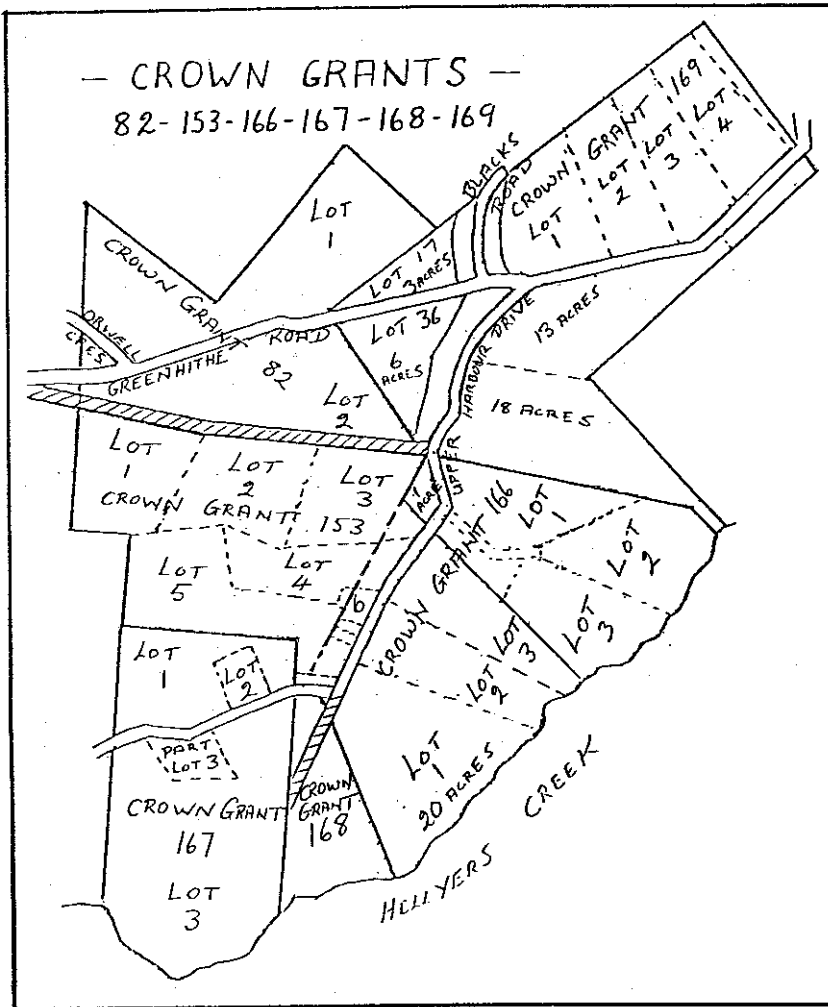 - CROWN GRANTS -
82-153-166-167-168-169
LOT
1
BLACKS
ROAD
CROWN GRANT 169
LOT
1
LOT
2
LOT
3
LOT
4
CROWN GRANT
82
LOT 17
3 ACRES
ORWELL
CRES
GREENHITHE ROAD
LOT 36
6
ACRES
LOT
2
UPPER HARBOUR DRIVE
13 ACRES
18 ACRES
LOT
1
LOT
2
LOT
3
CROWN GRANT
153
1
ACRE
LOT
5
LOT
4
6
CROWN GRANT 166
LOT
1
LOT
2
LOT
3
LOT
3
LOT
2
LOT
1
20 ACRES
LOT
1
LOT
2
PART
LOT 3
CROWN GRANT
167
LOT
3
CROWN
GRANT
168
HELLYERS CREEK